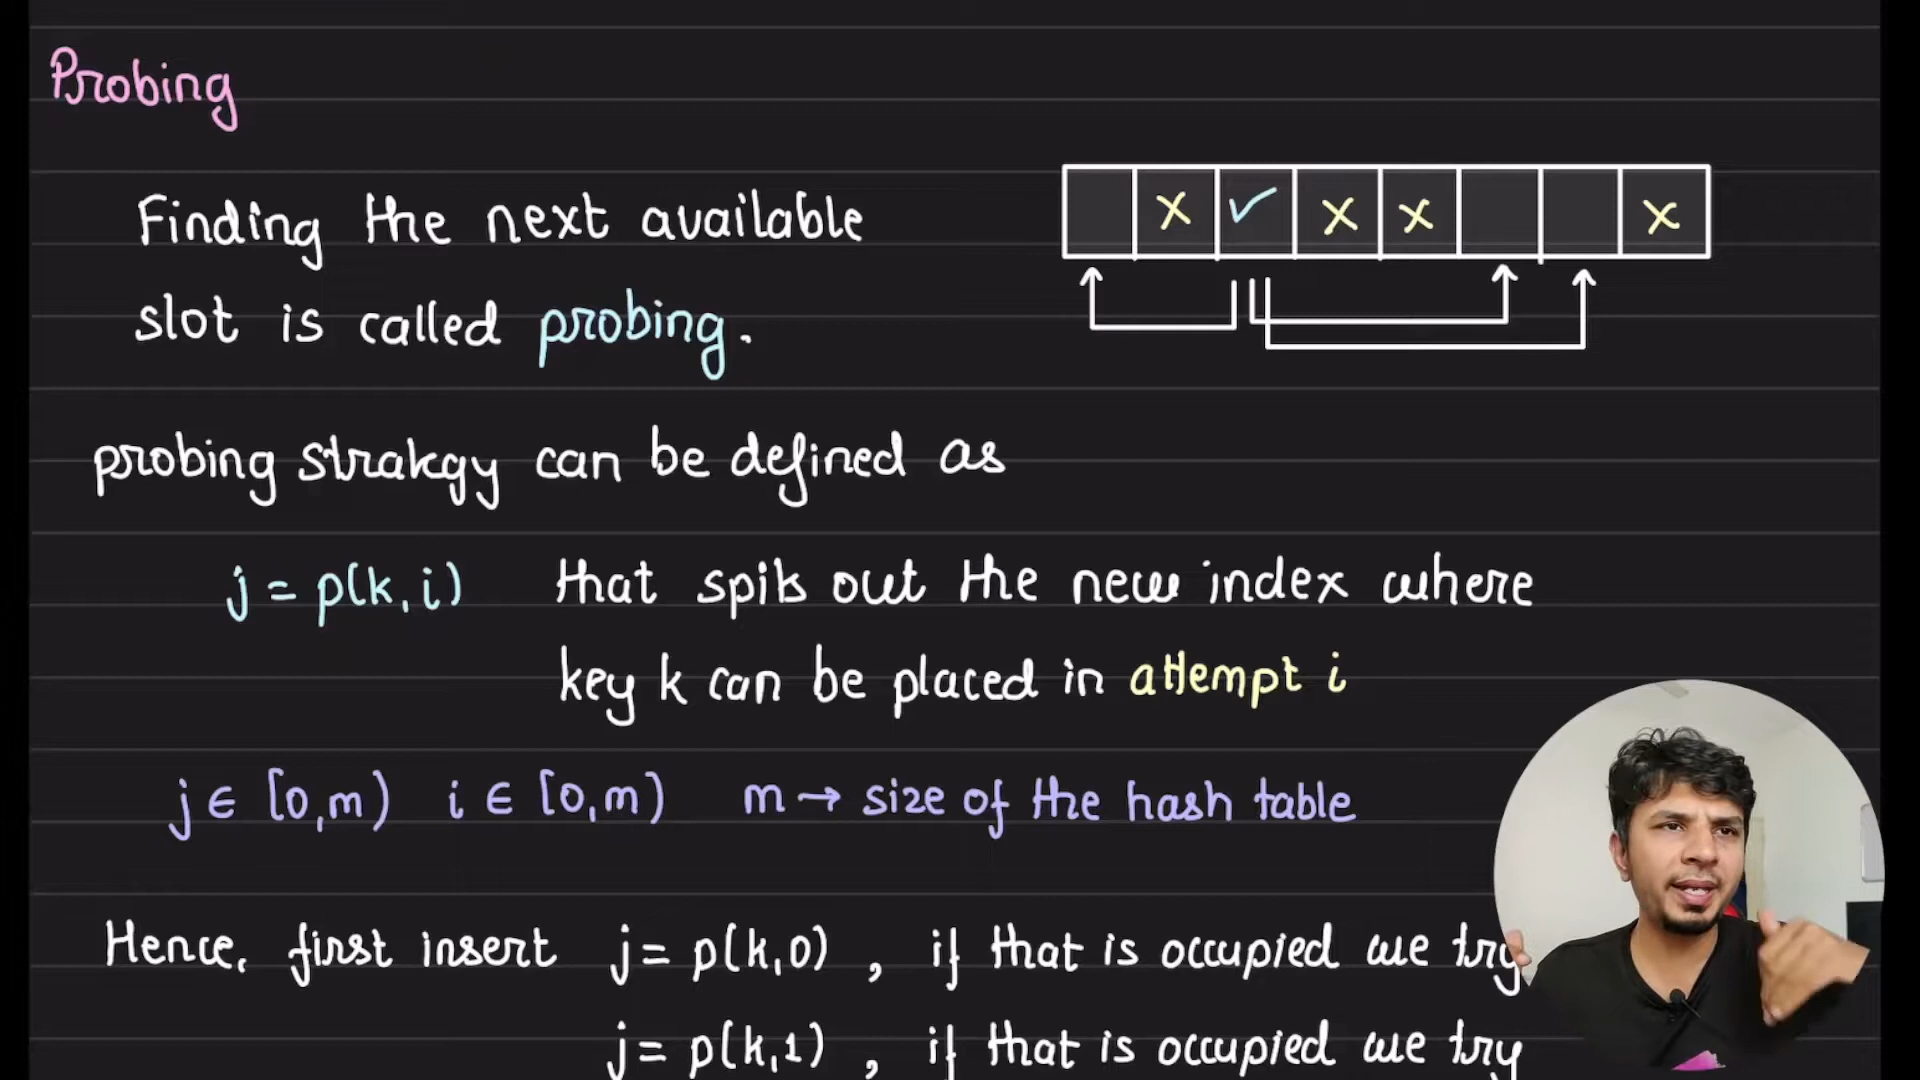 Probing
Finding the next available
slot is called probing.
x ✓ x x x
probing strategy can be defined as
j = p(k, i) that spits out the new index where
key k can be placed in attempt i
j ∈ [0,m) i ∈ [0,m) m → size of the hash table
Hence, first insert j = p(k,0) , if that is occupied we try
j = p(k,1) , if that is occupied we try